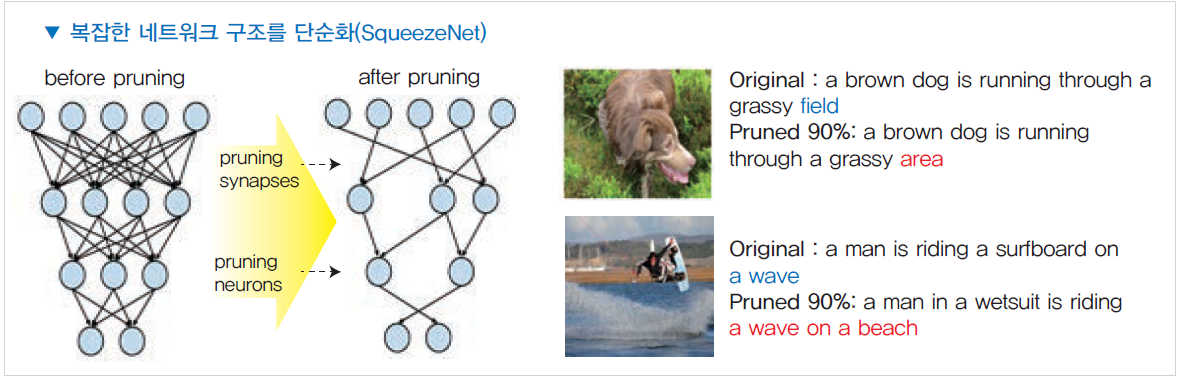 ▼ 복잡한 네트워크 구조를 단순화(SqueezeNet)
before pruning
after pruning
pruning
synapses
pruning
neurons
Original : a brown dog is running through a
grassy field
Pruned 90%: a brown dog is running
through a grassy area
Original : a man is riding a surfboard on
a wave
Pruned 90%: a man in a wetsuit is riding
a wave on a beach